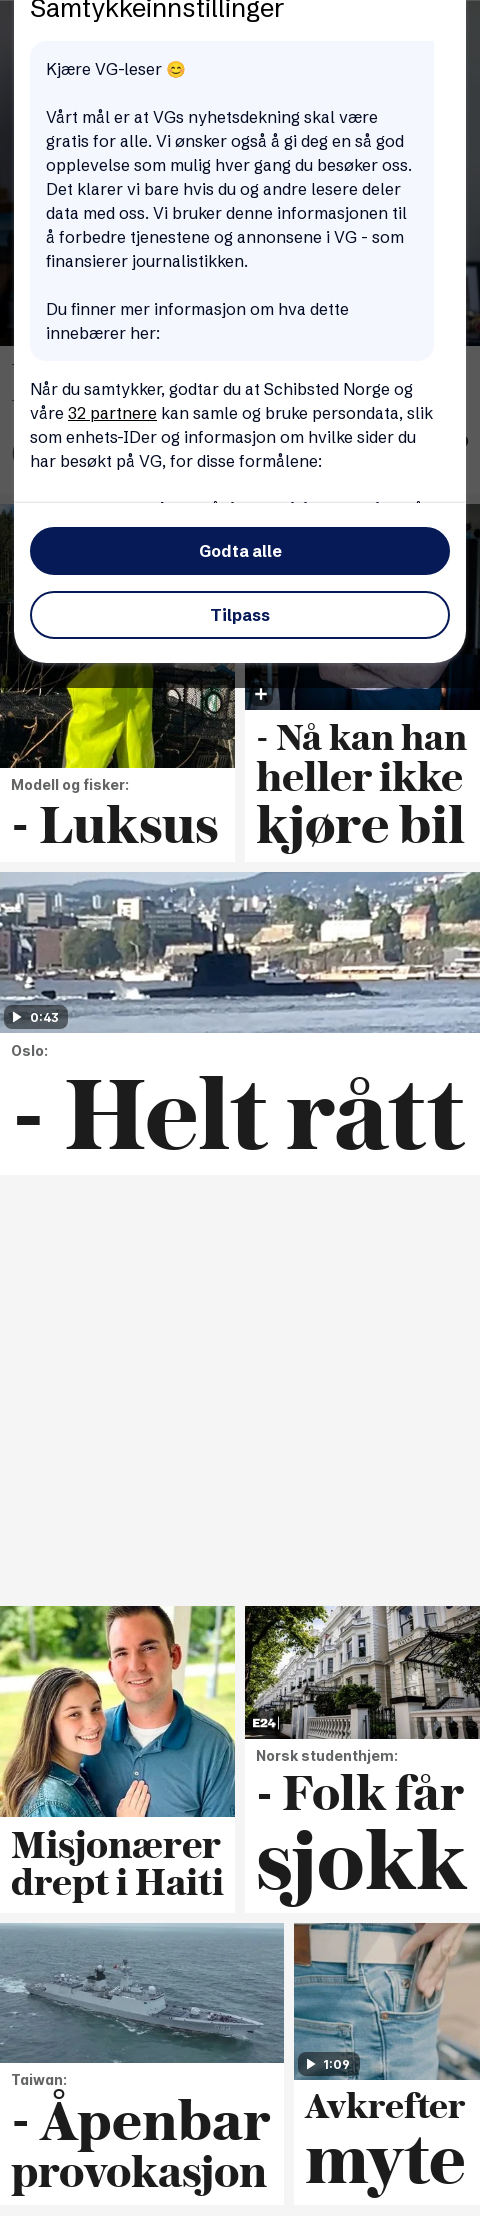 Samtykkeinnstillinger
Kjære VG-leser 😊
Vårt mål er at VGs nyhetsdekning skal være
gratis for alle. Vi ønsker også å gi deg en så god
opplevelse som mulig hver gang du besøker oss.
Det klarer vi bare hvis du og andre lesere deler
data med oss. Vi bruker denne informasjonen til
å forbedre tjenestene og annonsene i VG - som
finansierer journalistikken.
Du finner mer informasjon om hva dette
innebærer her:
Når du samtykker, godtar du at Schibsted Norge og
våre 32 partnere kan samle og bruke persondata, slik
som enhets-IDer og informasjon om hvilke sider du
har besøkt på VG, for disse formålene:
Godta alle
Tilpass
Modell og fisker:
- Luksus
- Nå kan han
heller ikke
kjøre bil
0:43
Oslo:
- Helt rått
Misjonærer
drept i Haiti
E24
Norsk studenthjem:
- Folk får
sjokk
Taiwan:
- Åpenbar
provokasjon
1:09
Avkrefter
myte